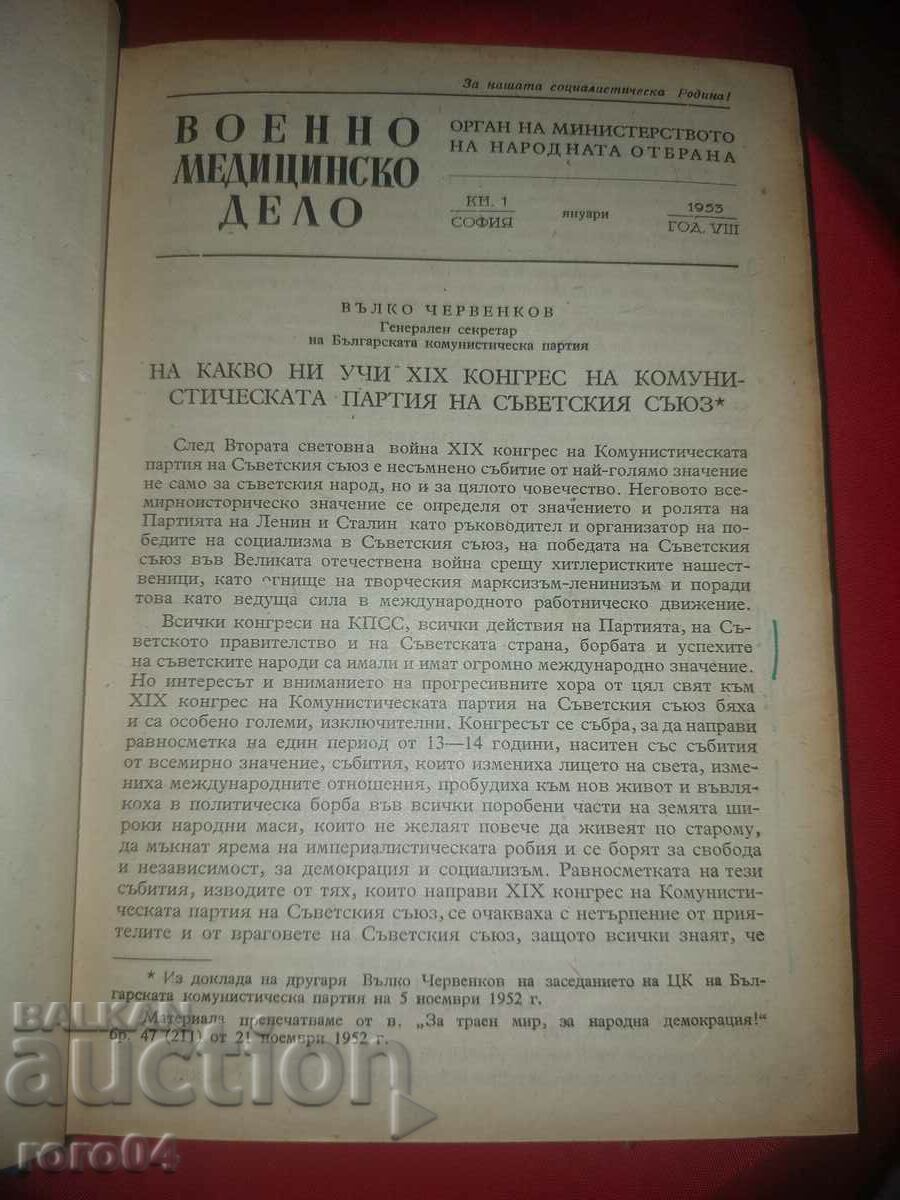 За нашата социалистическа Родина!
ВОЕННО
МЕДИЦИНСКО
ДЕЛО
ОРГАН НА МИНИСТЕРСТВОТО
НА НАРОДНАТА ОТБРАНА
КН. 1
СОФИЯ
януари
1953
ГОД. VIII
ВЪЛКО ЧЕРВЕНКОВ
Генерален секретар
на Българската комунистическа партия
НА КАКВО НИ УЧИ XIX КОНГРЕС НА КОМУНИ-
СТИЧЕСКАТА ПАРТИЯ НА СЪВЕТСКИЯ СЪЮЗ*
След Втората световна война XIX конгрес на Комунистическата
партия на Съветския съюз е несъмнено събитие от най-голямо значение
не само за съветския народ, но и за цялото човечество. Неговото все-
мирноисторическо значение се определя от значението и ролята на
Партията на Ленин и Сталин като ръководител и организатор на по-
бедите на социализма в Съветския съюз, на победата на Съветския
съюз във Великата отечествена война срещу хитлеристките нашест-
веници, като огнище на творческия марксизъм-ленинизъм и поради
това като ведуща сила в международното работническо движение.
Всички конгреси на КПСС, всички действия на Партията, на Съ-
ветското правителство и на Съветската страна, борбата и успехите
на съветските народи са имали и имат огромно международно значение.
Но интересът и вниманието на прогресивните хора от цял свят към
XIX конгрес на Комунистическата партия на Съветския съюз бяха
и са особено големи, изключителни. Конгресът се събра, за да направи
равносметка на един период от 13—14 години, наситен със събития
от всемирно значение, събития, които измениха лицето на света, изме-
ниха международните отношения, пробудиха към нов живот и въвля-
коха в политическа борба във всички поробени части на земята ши-
роки народни маси, които не желаят повече да живеят по старому,
да мъкнат ярема на империалистическата робия и се борят за свобода
и независимост, за демокрация и социализъм. Равносметката на тези
събития, изводите от тях, които направи XIX конгрес на Комунисти-
ческата партия на Съветския съюз, се очакваха с нетърпение от прия-
телите и от враговете на Съветския съюз, защото всички знаят, че
* Из доклада на другаря Вълко Червенков на заседанието на ЦК на Бъл-
гарската комунистическа партия на 5 ноември 1952 г.
Материала препечатваме от в. „За траен мир, за народна демокрация!“
бр. 47 (211) от 21 ноември 1952 г.
BALKAN
auction
roro04